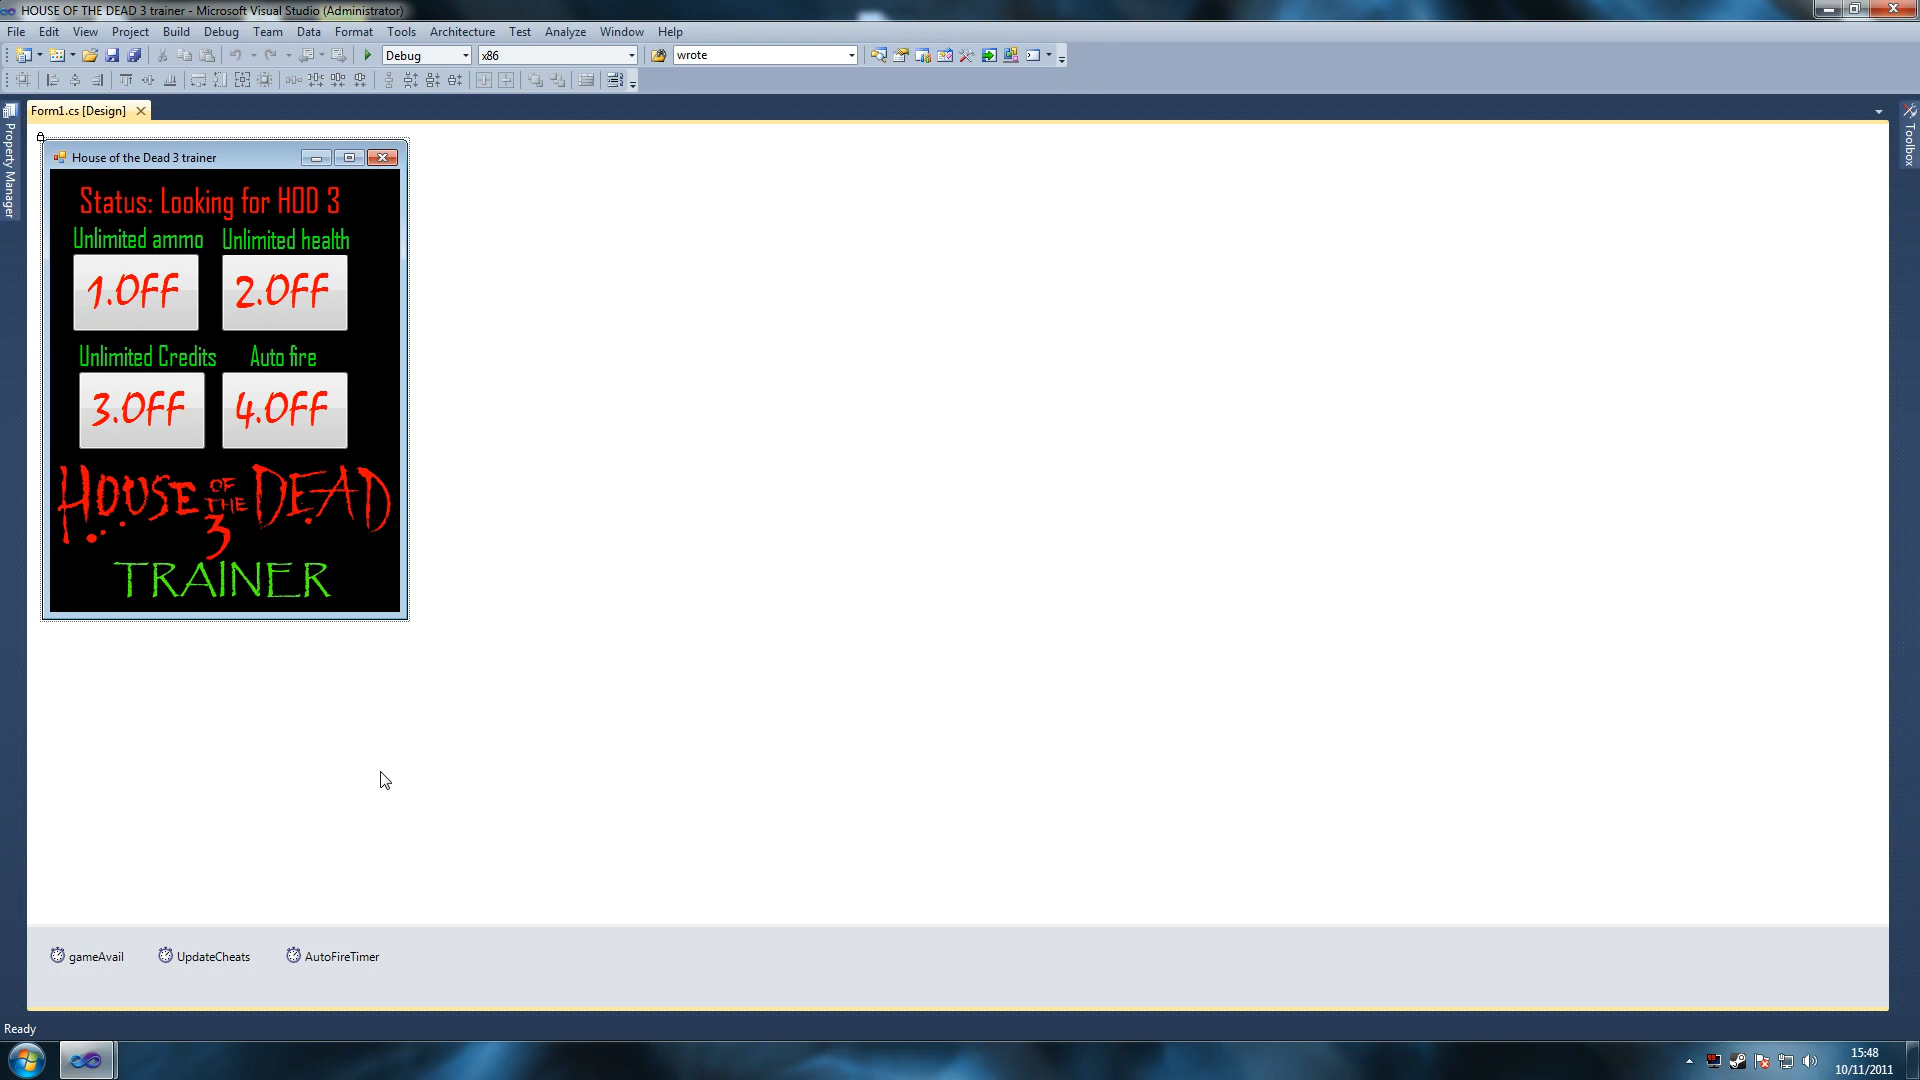 HOUSE OF THE DEAD 3 trainer - Microsoft Visual Studio (Administrator)
File Edit View Project Build Debug Team Data Format Tools Architecture Test Analyze Window Help
Debug x86 wrote
Form1.cs [Design]
Property Manager
Toolbox
House of the Dead 3 trainer
Status: Looking for HOD 3
Unlimited ammo Unlimited health
1.OFF 2.OFF
Unlimited Credits Auto fire
3.OFF 4.OFF
HOUSE OF THE DEAD
3
TRAINER
gameAvail UpdateCheats AutoFireTimer
Ready
15:48
10/11/2011